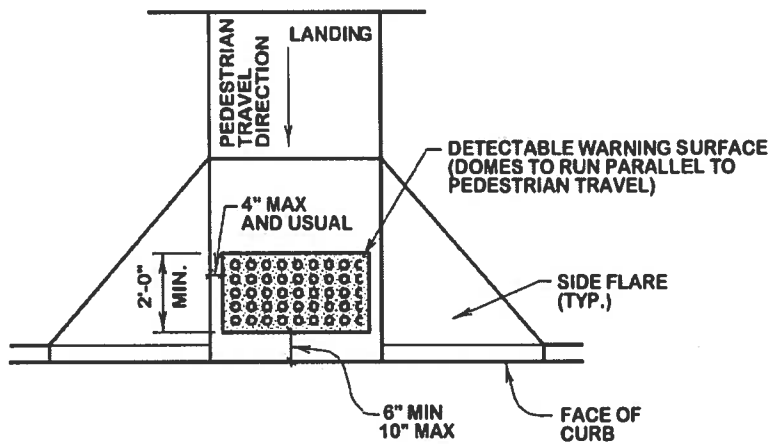 LANDING
PEDESTRIAN
TRAVEL
DIRECTION
DETECTABLE WARNING SURFACE
(DOMES TO RUN PARALLEL TO
PEDESTRIAN TRAVEL)
4" MAX
AND USUAL
2'-0"
MIN.
SIDE FLARE
(TYP.)
6" MIN
10" MAX
FACE OF
CURB